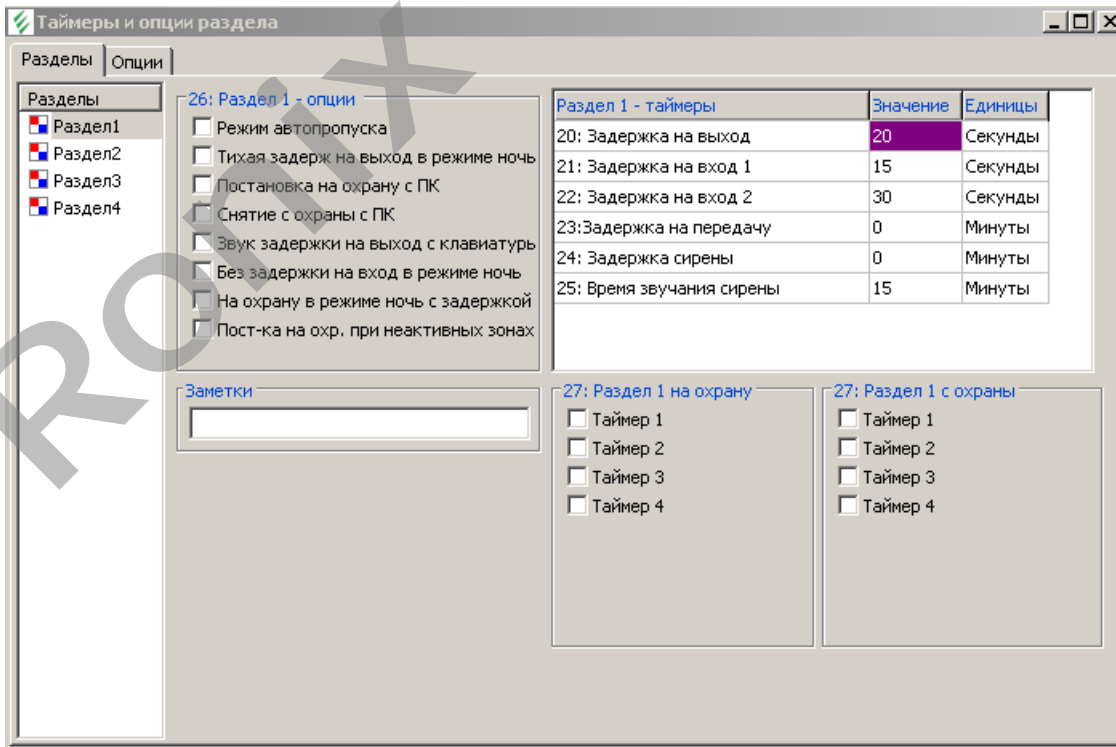 Таймеры и опции раздела
Разделы Опции
Разделы
Раздел1
Раздел2
Раздел3
Раздел4
26: Раздел 1 - опции
Режим автопропуска
Тихая задерж на выход в режиме ночь
Постановка на охрану с ПК
Снятие с охраны с ПК
Звук задержки на выход с клавиатуры
Без задержки на вход в режиме ночь
На охрану в режиме ночь с задержкой
Пост-ка на охр. при неактивных зонах
Раздел 1 - таймеры Значение Единицы
20: Задержка на выход 20 Секунды
21: Задержка на вход 1 15 Секунды
22: Задержка на вход 2 30 Секунды
23:Задержка на передачу 0 Минуты
24: Задержка сирены 0 Минуты
25: Время звучания сирены 15 Минуты
Заметки
27: Раздел 1 на охрану
Таймер 1
Таймер 2
Таймер 3
Таймер 4
27: Раздел 1 с охраны
Таймер 1
Таймер 2
Таймер 3
Таймер 4
Ronix